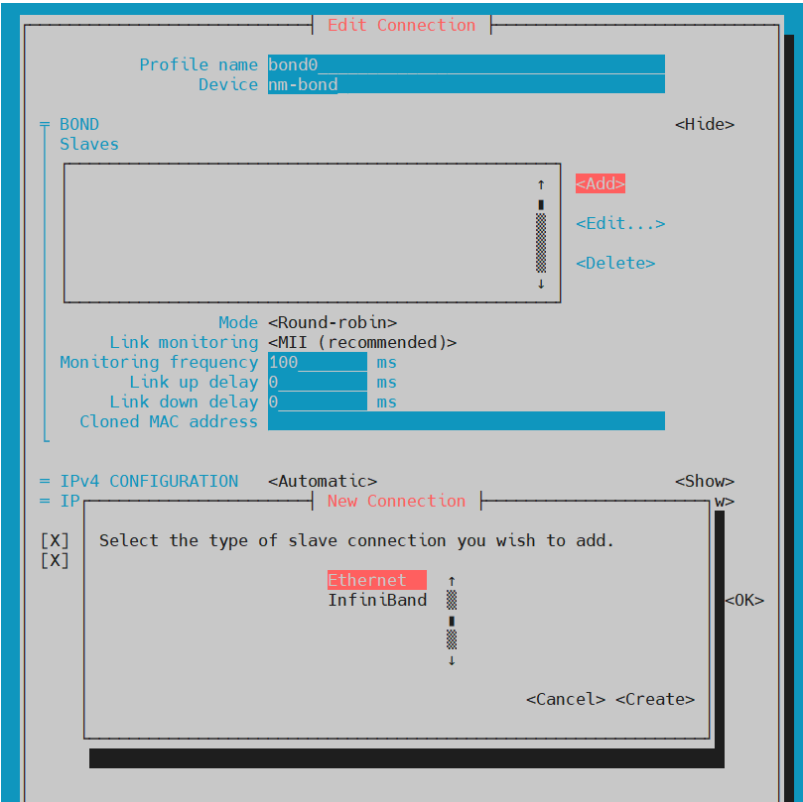 Edit Connection
Profile name bond0
Device nm-bond
BOND <Hide>
Slaves
<Add>
<Edit...>
<Delete>
Mode <Round-robin>
Link monitoring <MII (recommended)>
Monitoring frequency 100 ms
Link up delay 0 ms
Link down delay 0 ms
Cloned MAC address
= IPv4 CONFIGURATION <Automatic> <Show>
= IP w>
New Connection
[X]
Select the type of slave connection you wish to add.
[X]
Ethernet
InfiniBand
<OK>
<Cancel> <Create>